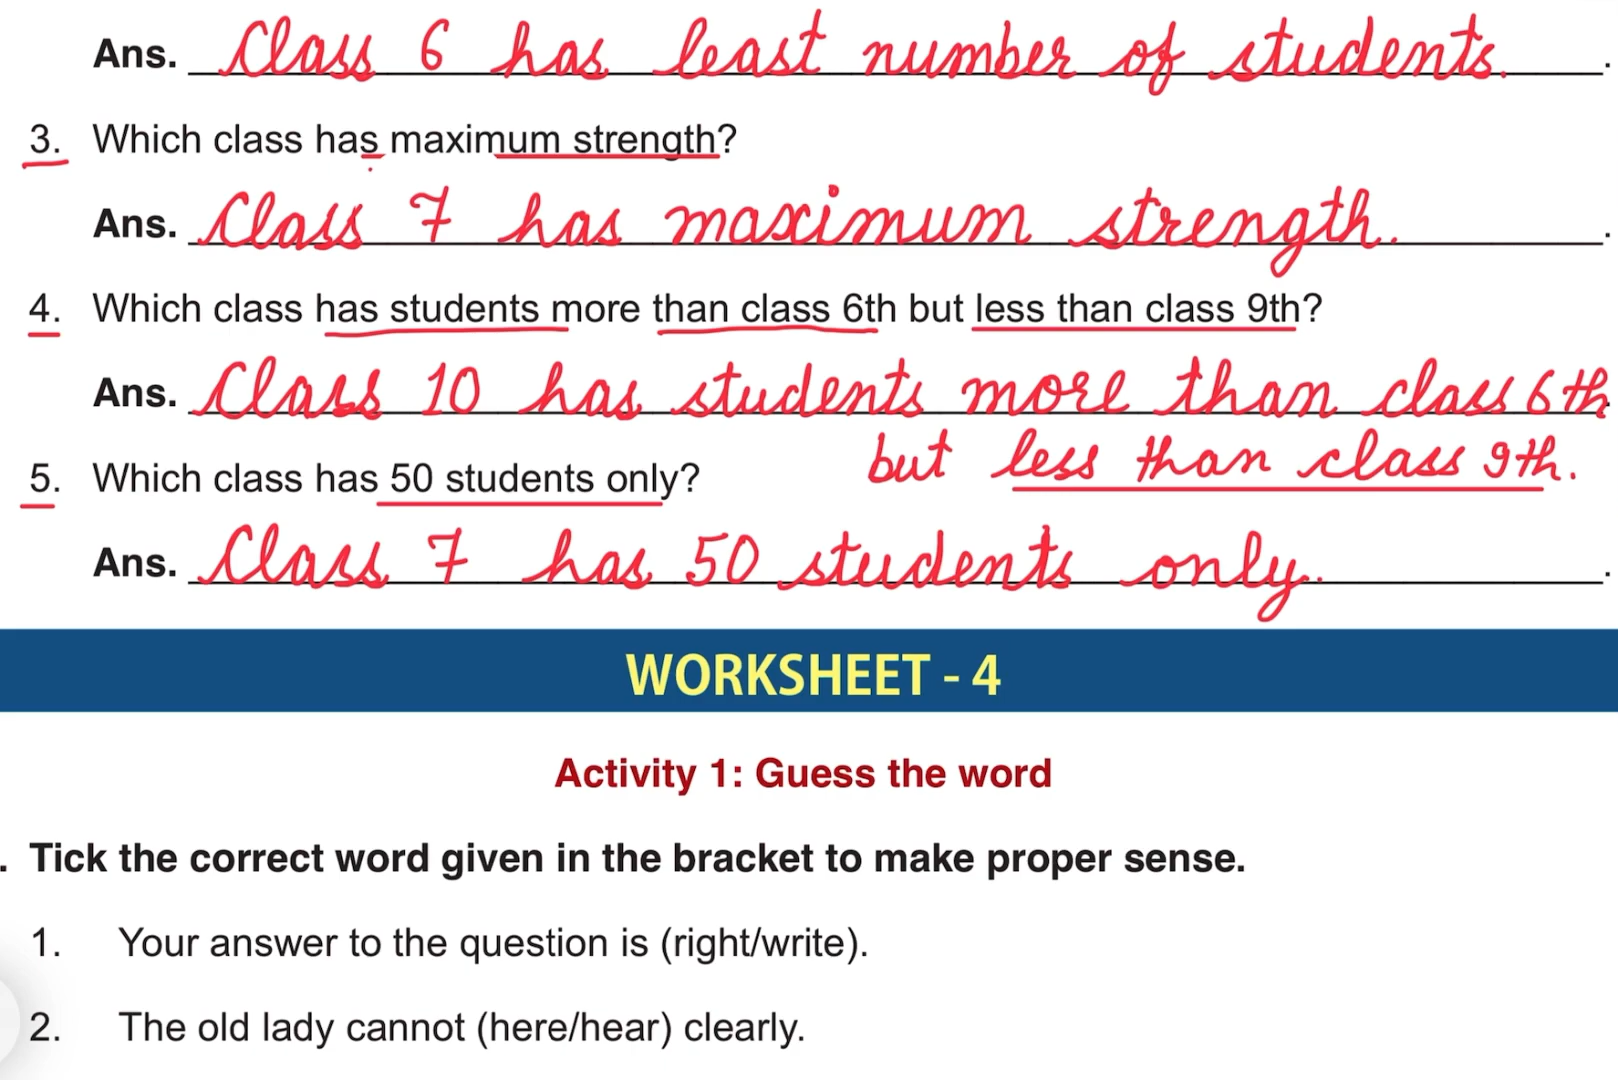 Ans. Class 6 has least number of students.
3. Which class has maximum strength?
Ans. Class 7 has maximum strength.
4. Which class has students more than class 6th but less than class 9th?
Ans. Class 10 has students more than class 6th
but less than class 9th.
5. Which class has 50 students only?
Ans. Class 7 has 50 students only.
WORKSHEET - 4
Activity 1: Guess the word
. Tick the correct word given in the bracket to make proper sense.
1. Your answer to the question is (right/write).
2. The old lady cannot (here/hear) clearly.